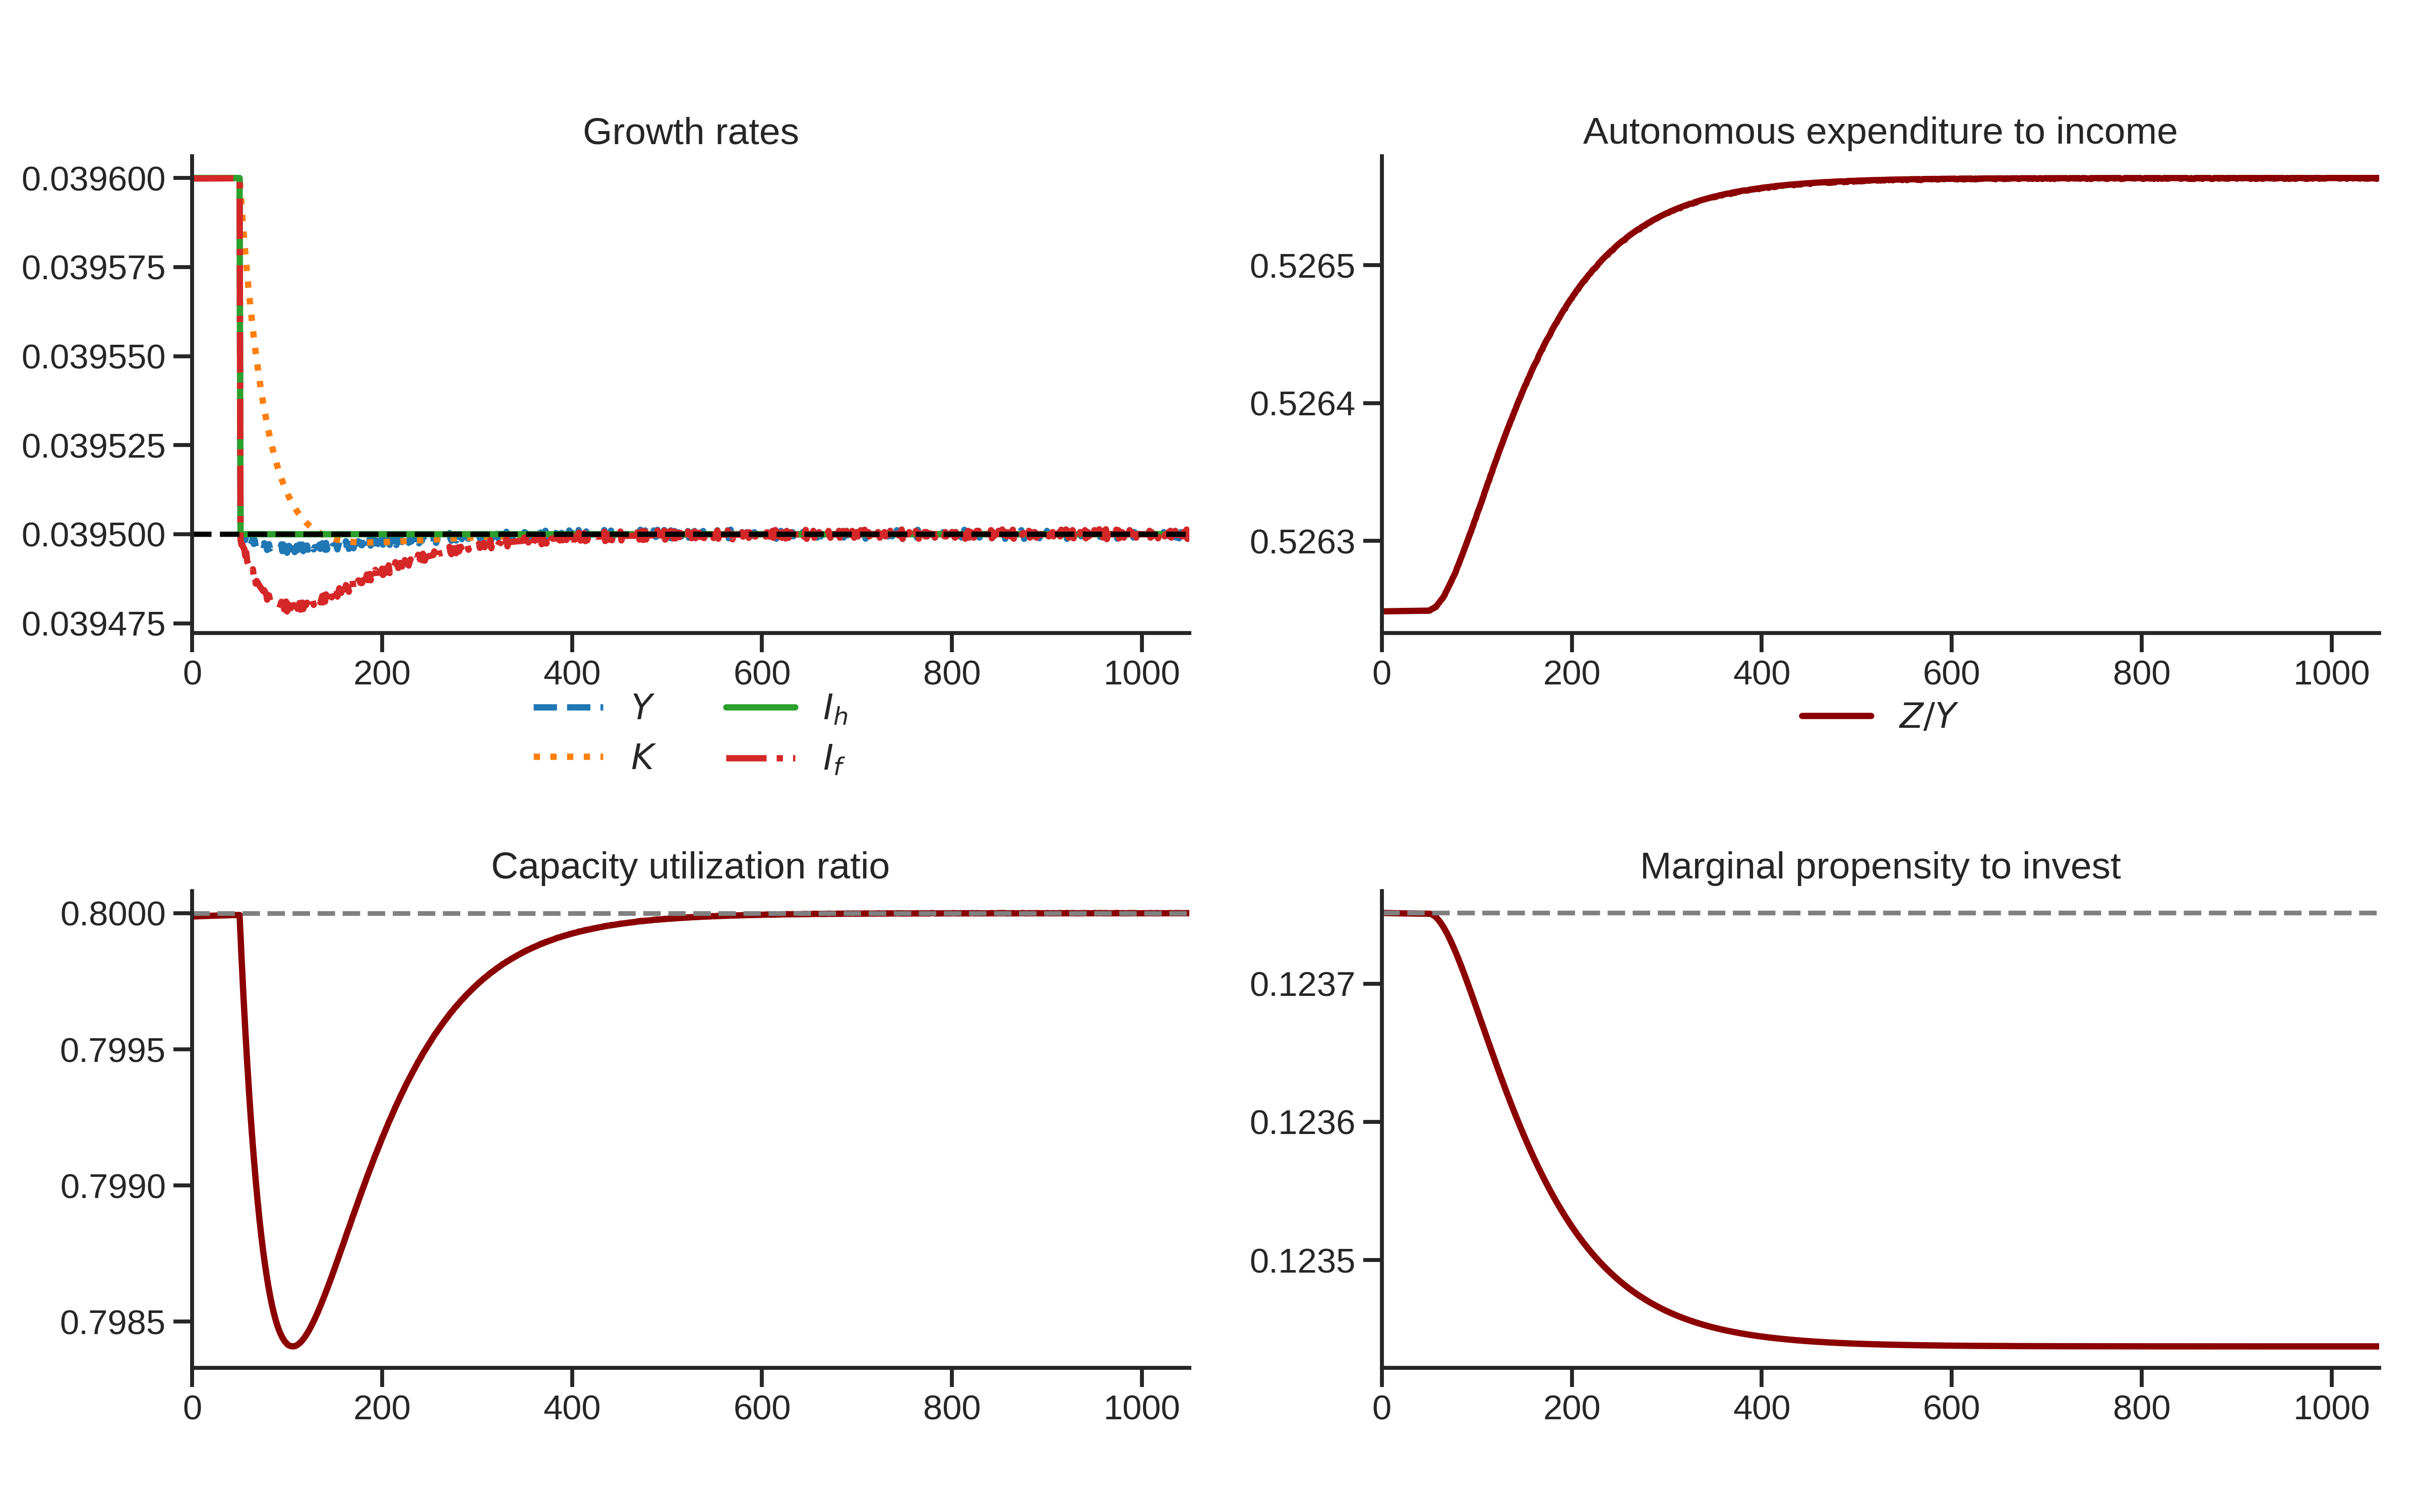 Growth rates
0.039600
0.039575
0.039550
0.039525
0.039500
0.039475
0 200 400 600 800 1000
Y I_h
K I_f
Autonomous expenditure to income
0.5265
0.5264
0.5263
0 200 400 600 800 1000
Z/Y
Capacity utilization ratio
0.8000
0.7995
0.7990
0.7985
0 200 400 600 800 1000
Marginal propensity to invest
0.1237
0.1236
0.1235
0 200 400 600 800 1000